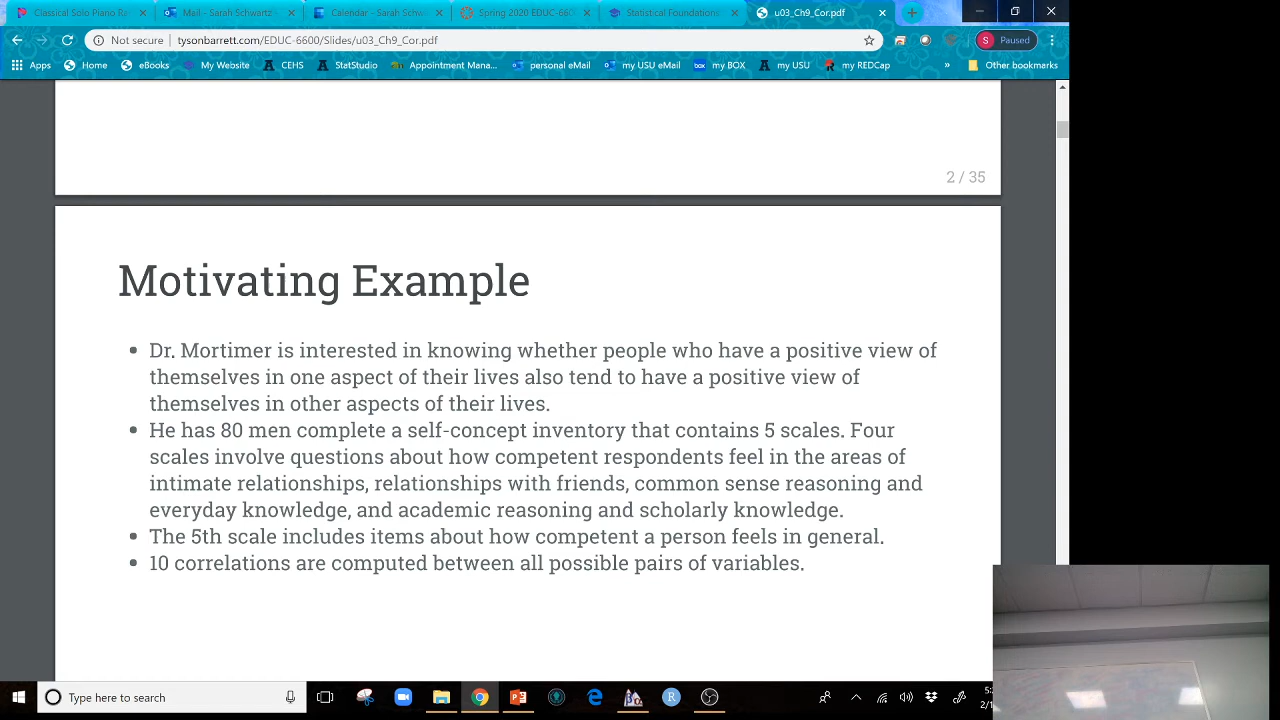 Classical Solo Piano Ra
Mail - Sarah Schwartz
Calendar - Sarah Schw
Spring 2020 EDUC-660
Statistical Foundations
u03_Ch9_Cor.pdf
Not secure | tysonbarrett.com/EDUC-6600/Slides/u03_Ch9_Cor.pdf
S Paused
Apps Home eBooks My Website CEHS StatStudio Appointment Mana... personal eMail my USU eMail my BOX my USU my REDCap » Other bookmarks
2 / 35
Motivating Example
Dr. Mortimer is interested in knowing whether people who have a positive view of
themselves in one aspect of their lives also tend to have a positive view of
themselves in other aspects of their lives.
He has 80 men complete a self-concept inventory that contains 5 scales. Four
scales involve questions about how competent respondents feel in the areas of
intimate relationships, relationships with friends, common sense reasoning and
everyday knowledge, and academic reasoning and scholarly knowledge.
The 5th scale includes items about how competent a person feels in general.
10 correlations are computed between all possible pairs of variables.
Type here to search